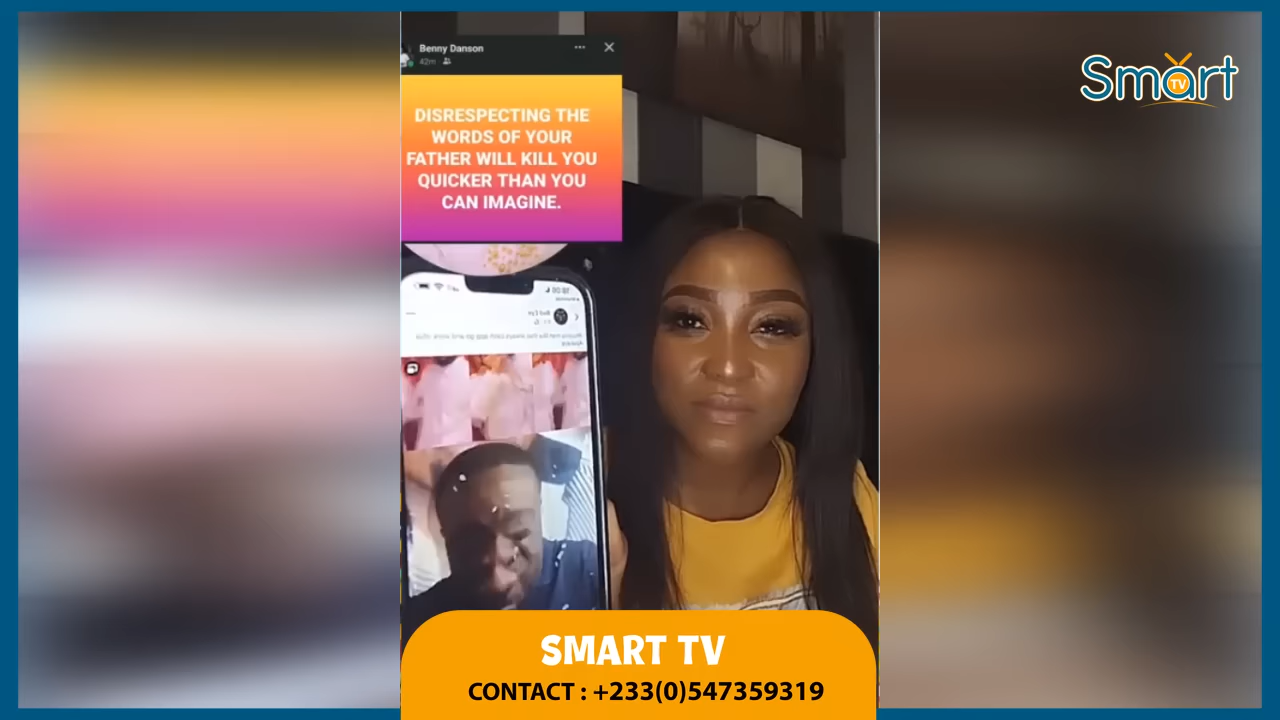 Smart
TV
Benny Danson
42m
DISRESPECTING THE
WORDS OF YOUR
FATHER WILL KILL YOU
QUICKER THAN YOU
CAN IMAGINE.
SMART TV
CONTACT : +233(0)547359319